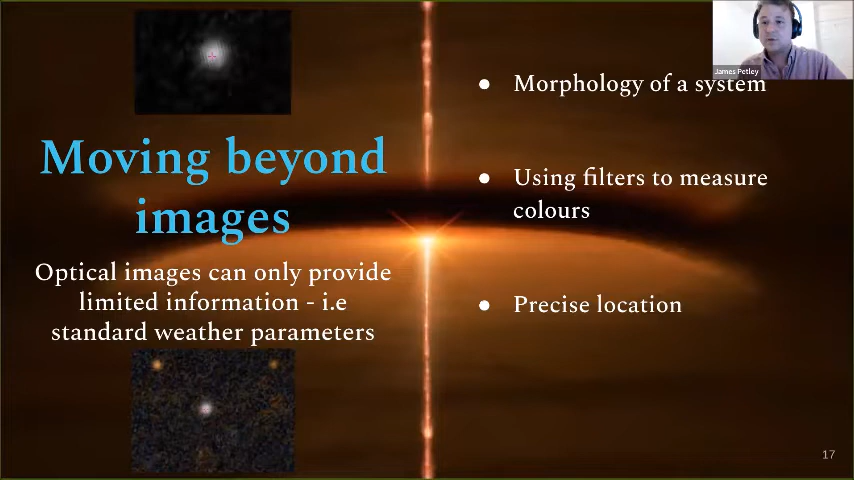 James Petley
Moving beyond
images
Optical images can only provide
limited information - i.e
standard weather parameters
● Morphology of a system
● Using filters to measure
colours
● Precise location
17